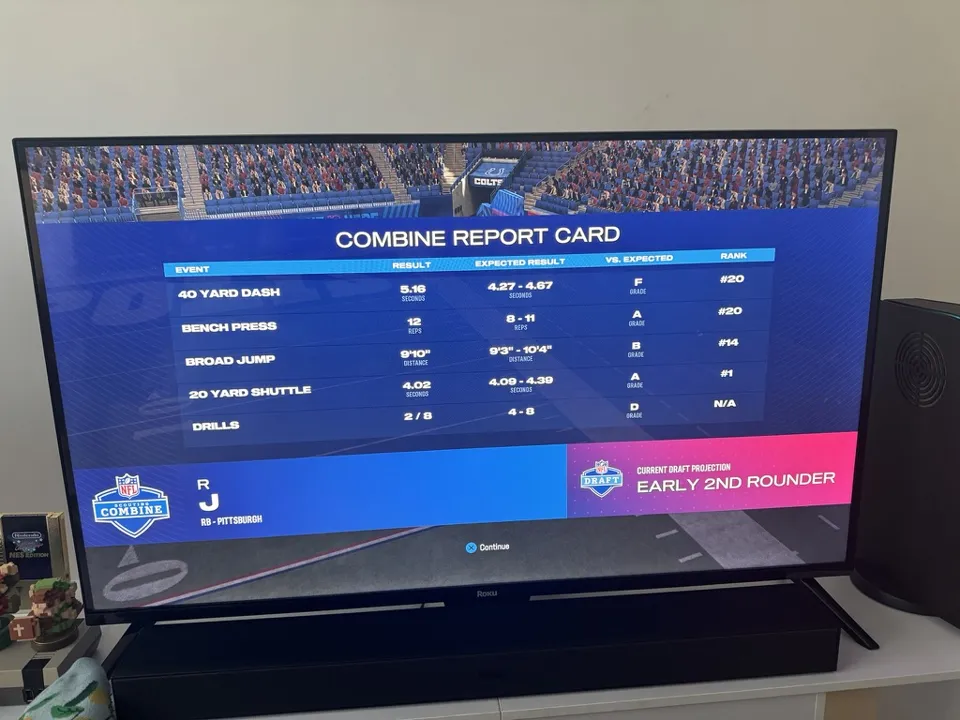 COLTS
COMBINE REPORT CARD
EVENT RESULT EXPECTED RESULT VS. EXPECTED RANK
40 YARD DASH 5.16 SECONDS 4.27 - 4.67 SECONDS F GRADE #20
BENCH PRESS 12 REPS 8 - 11 REPS A GRADE #20
BROAD JUMP 9'10" DISTANCE 9'3" - 10'4" DISTANCE B GRADE #14
20 YARD SHUTTLE 4.02 SECONDS 4.09 - 4.39 SECONDS A GRADE #1
DRILLS 2 / 8 4 - 8 D GRADE N/A
NFL
SCOUTING
COMBINE
R
J
RB - PITTSBURGH
NFL
DRAFT
CURRENT DRAFT PROJECTION
EARLY 2ND ROUNDER
Continue
Roku
Nintendo
NES EDITION